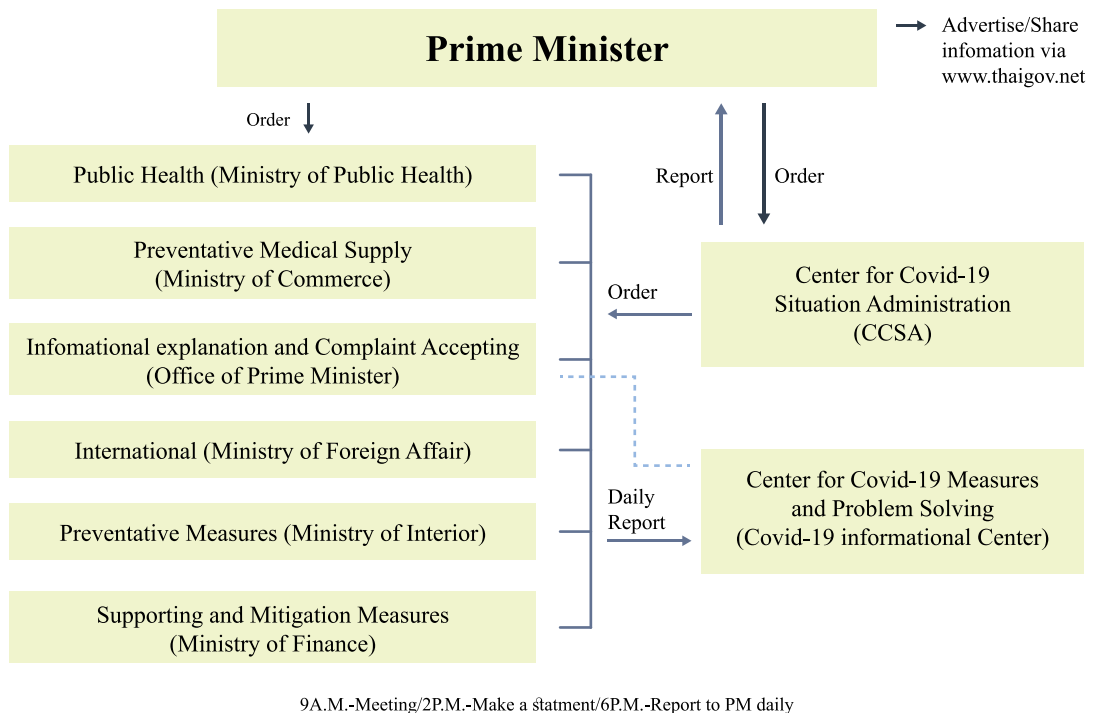 Prime Minister
Advertise/Share
infomation via
www.thaigov.net
Order
Public Health (Ministry of Public Health)
Preventative Medical Supply
(Ministry of Commerce)
Infomational explanation and Complaint Accepting
(Office of Prime Minister)
International (Ministry of Foreign Affair)
Preventative Measures (Ministry of Interior)
Supporting and Mitigation Measures
(Ministry of Finance)
Report
Order
Order
Center for Covid-19
Situation Administration
(CCSA)
Daily
Report
Center for Covid-19 Measures
and Problem Solving
(Covid-19 informational Center)
9A.M.-Meeting/2P.M.-Make a statment/6P.M.-Report to PM daily